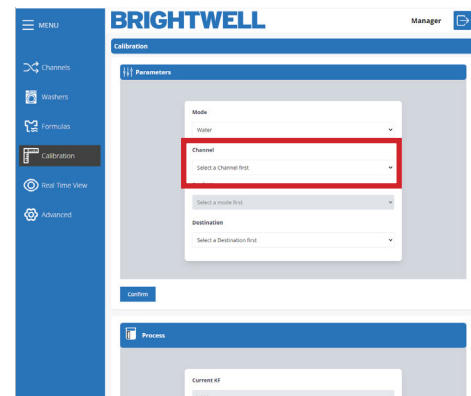 MENU
BRIGHTWELL
Manager
Calibration
Channels
Parameters
Washers
Mode
Water
Formulas
Channel
Calibration
Select a Channel first
Real Time View
Select a mode first
Advanced
Destination
Select a Destination first
Confirm
Process
Current KF